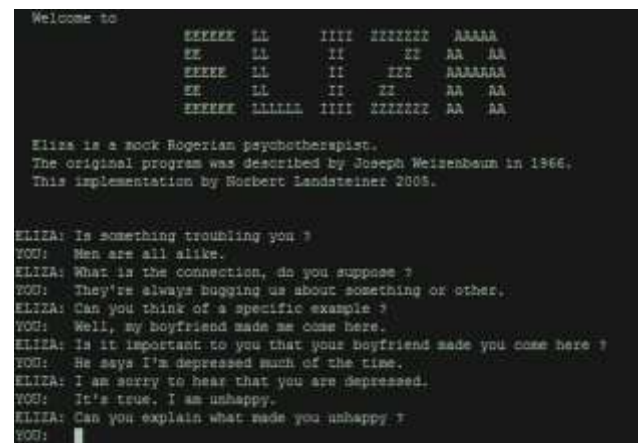 Welcome to
EEEEEE  LL      IIII  ZZZZZZZ   AAAAA
EE      LL       II       ZZ   AA   AA
EEEEE   LL       II     ZZZ    AAAAAAA
EE      LL       II    ZZ      AA   AA
EEEEEE  LLLLLL  IIII  ZZZZZZZ  AA   AA
Eliza is a mock Rogerian psychotherapist.
The original program was described by Joseph Weizenbaum in 1966.
This implementation by Norbert Landsteiner 2005.
ELIZA: Is something troubling you ?
YOU: Men are all alike.
ELIZA: What is the connection, do you suppose ?
YOU: They're always bugging us about something or other.
ELIZA: Can you think of a specific example ?
YOU: Well, my boyfriend made me come here.
ELIZA: Is it important to you that your boyfriend made you come here ?
YOU: He says I'm depressed much of the time.
ELIZA: I am sorry to hear that you are depressed.
YOU: It's true. I am unhappy.
ELIZA: Can you explain what made you unhappy ?
YOU: